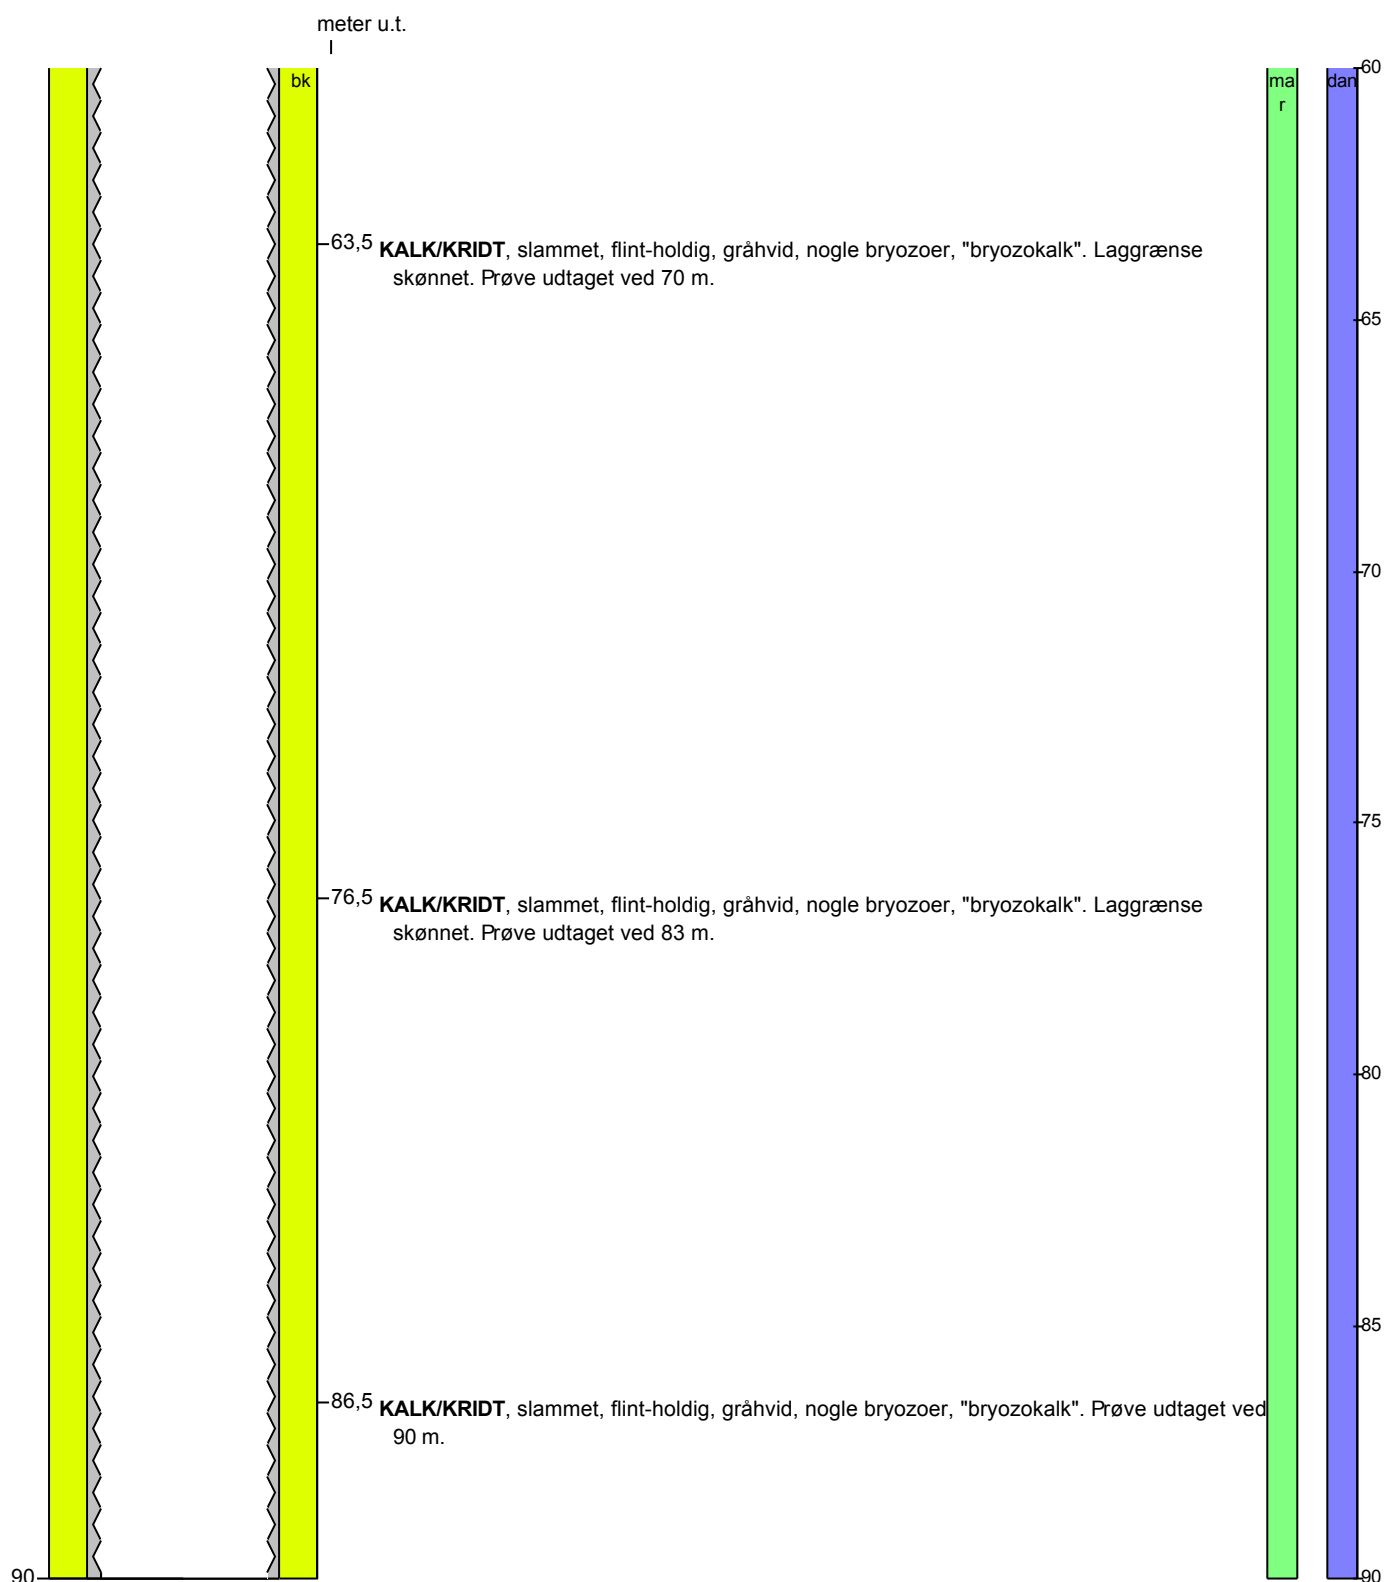 meter u.t.
bk
ma
r
dan
60
63,5 KALK/KRIDT, slammet, flint-holdig, gråhvid, nogle bryozoer, "bryozokalk". Laggrænse
skønnet. Prøve udtaget ved 70 m.
65
70
75
76,5 KALK/KRIDT, slammet, flint-holdig, gråhvid, nogle bryozoer, "bryozokalk". Laggrænse
skønnet. Prøve udtaget ved 83 m.
80
85
86,5 KALK/KRIDT, slammet, flint-holdig, gråhvid, nogle bryozoer, "bryozokalk". Prøve udtaget ved
90 m.
90
90